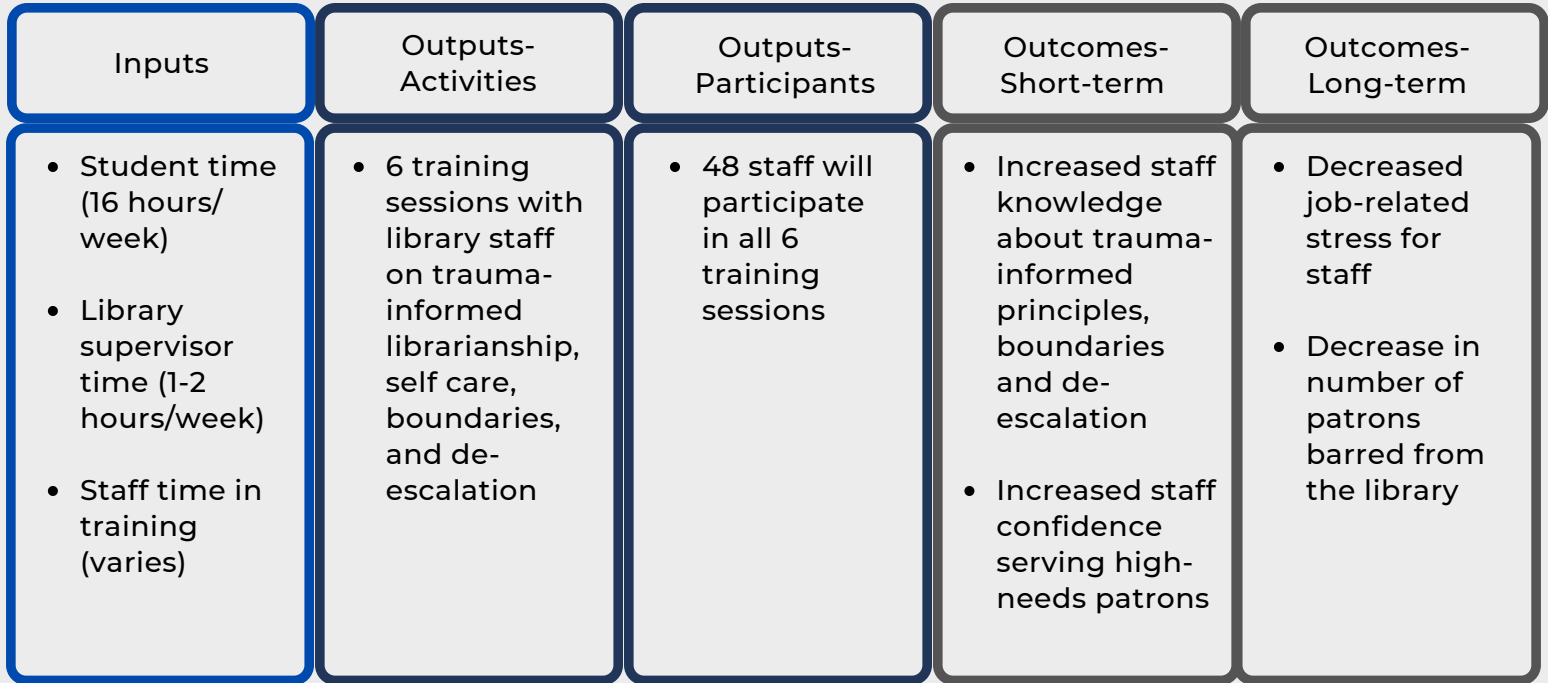 Inputs
Outputs-
Activities
Outputs-
Participants
Outcomes-
Short-term
Outcomes-
Long-term
• Student time
(16 hours/
week)
• Library
supervisor
time (1-2
hours/week)
• Staff time in
training
(varies)
• 6 training
sessions with
library staff
on trauma-
informed
librarianship,
self care,
boundaries,
and de-
escalation
• 48 staff will
participate
in all 6
training
sessions
• Increased staff
knowledge
about trauma-
informed
principles,
boundaries
and de-
escalation
• Increased staff
confidence
serving high-
needs patrons
• Decreased
job-related
stress for
staff
• Decrease in
number of
patrons
barred from
the library